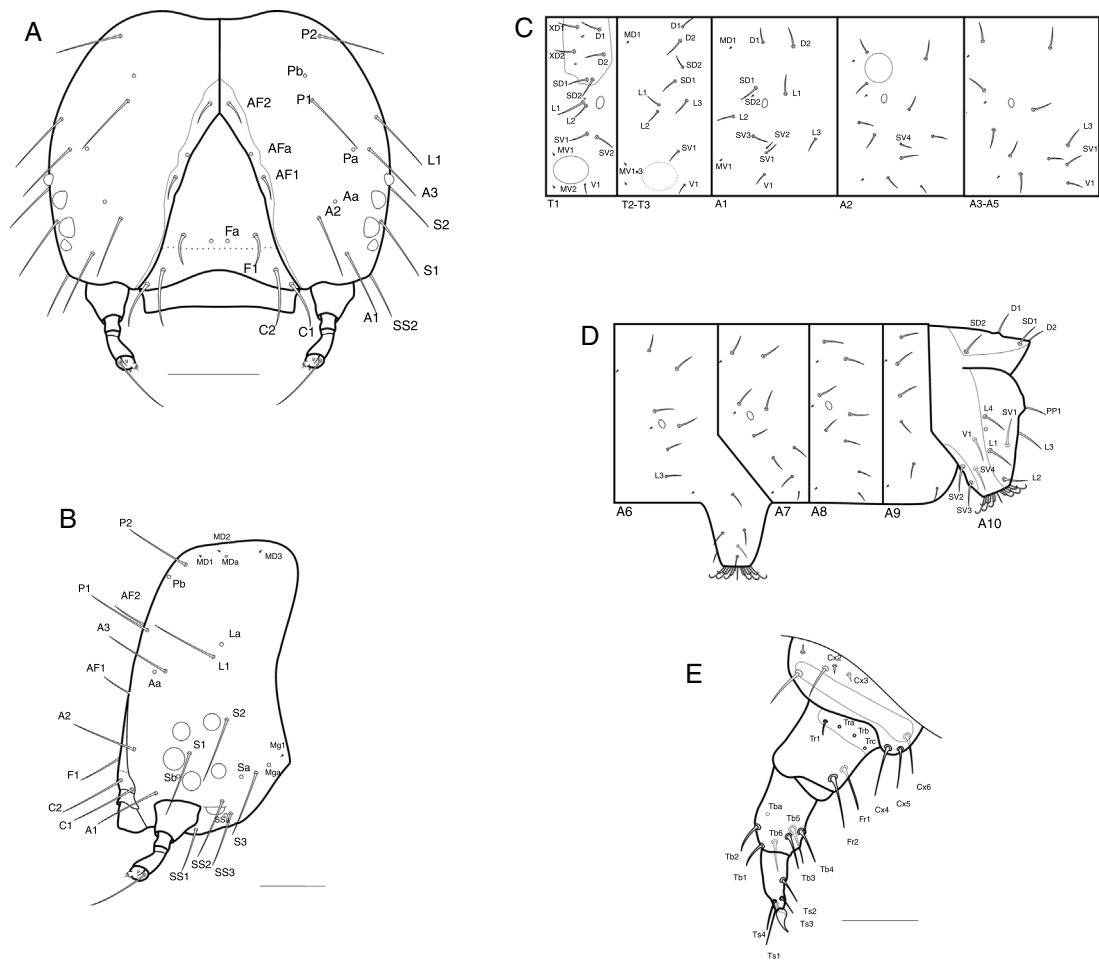 A
P2
Pb
P1
AF2
AFa
AF1
Pa
L1
A3
Aa
A2
S2
Fa
F1
S1
C2
C1
A1
SS2
B
P2
MD2
MD1
MDa
MD3
Pb
P1
AF2
A3
La
L1
AF1
Aa
A2
S2
S1
Mg1
Mga
F1
Sb
Sa
C2
C1
A1
SSa
S3
SS2
SS1
SS3
C
XD1
D1
XD2
D2
SD1
SD2
L1
L2
SV1
MV1
SV2
MV2
V1
T1
D1
MD1
D2
SD2
SD1
L1
L3
L2
SV1
MV1•3
V1
T2-T3
MD1
D1
D2
SD1
SD2
L1
L2
SV3
SV2
L3
SV1
MV1
V1
A1
SV4
A2
L3
SV1
V1
A3-A5
D
L3
A6
A7
A8
A9
D1
SD2
SD1
D2
L4
SV1
PP1
V1
L1
L3
SV4
L2
SV2
SV3
A10
E
Cx2
Cx3
Tra
Tr1
Trb
Trc
Cx6
Cx5
Cx4
Fr1
Fr2
Tba
Tb5
Tb6
Tb2
Tb4
Tb1
Tb3
Ts2
Ts3
Ts4
Ts1